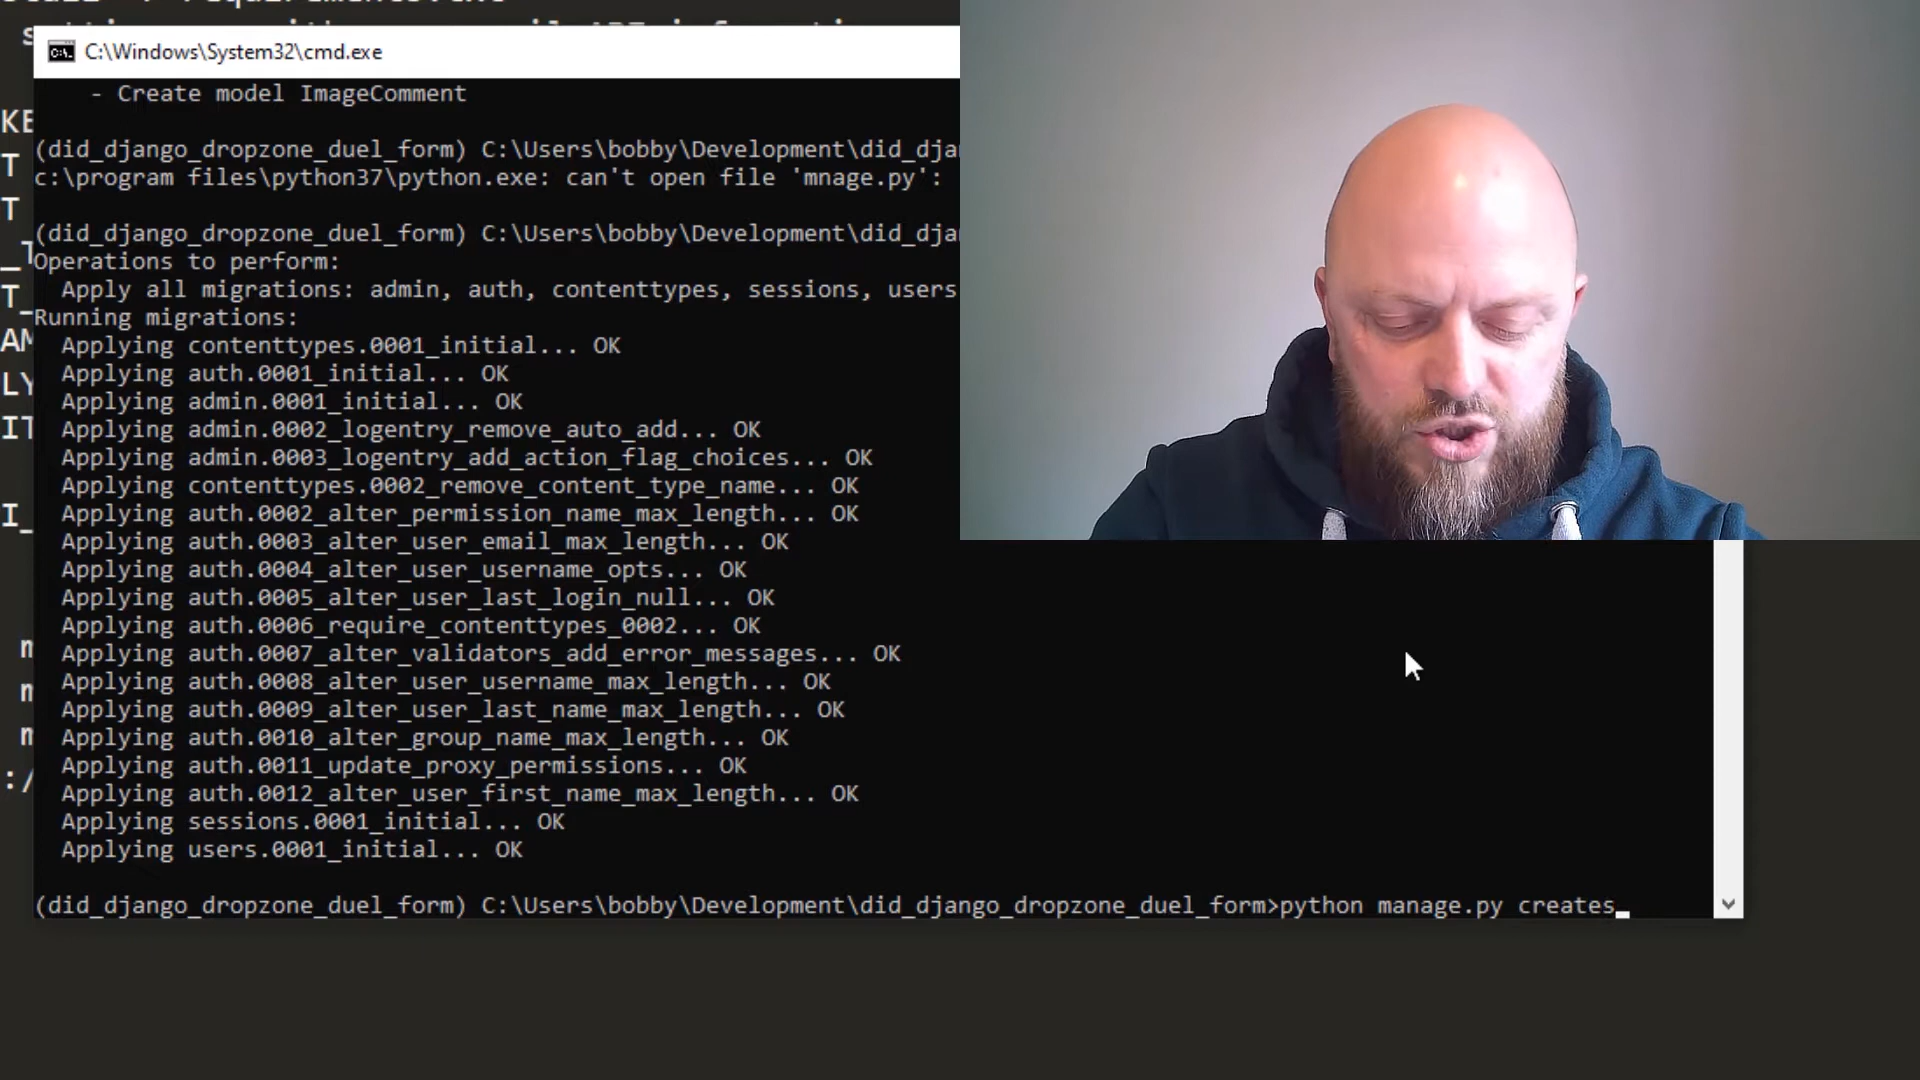 C:\Windows\System32\cmd.exe
- Create model ImageComment
KE
(did_django_dropzone_duel_form) C:\Users\bobby\Development\did_dja
T
c:\program files\python37\python.exe: can't open file 'mnage.py':
T
(did_django_dropzone_duel_form) C:\Users\bobby\Development\did_dja
Operations to perform:
Apply all migrations: admin, auth, contenttypes, sessions, users
T_
Running migrations:
AM
Applying contenttypes.0001_initial... OK
Applying auth.0001_initial... OK
LY
Applying admin.0001_initial... OK
IT
Applying admin.0002_logentry_remove_auto_add... OK
Applying admin.0003_logentry_add_action_flag_choices... OK
Applying contenttypes.0002_remove_content_type_name... OK
I_
Applying auth.0002_alter_permission_name_max_length... OK
Applying auth.0003_alter_user_email_max_length... OK
Applying auth.0004_alter_user_username_opts... OK
Applying auth.0005_alter_user_last_login_null... OK
Applying auth.0006_require_contenttypes_0002... OK
m
Applying auth.0007_alter_validators_add_error_messages... OK
m
Applying auth.0008_alter_user_username_max_length... OK
Applying auth.0009_alter_user_last_name_max_length... OK
m
Applying auth.0010_alter_group_name_max_length... OK
Applying auth.0011_update_proxy_permissions... OK
:/
Applying auth.0012_alter_user_first_name_max_length... OK
Applying sessions.0001_initial... OK
Applying users.0001_initial... OK
(did_django_dropzone_duel_form) C:\Users\bobby\Development\did_django_dropzone_duel_form>python manage.py creates